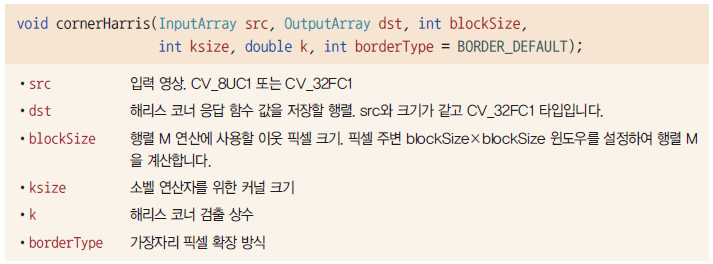 void cornerHarris(InputArray src, OutputArray dst, int blockSize,
int ksize, double k, int borderType = BORDER_DEFAULT);
• src 입력 영상. CV_8UC1 또는 CV_32FC1
• dst 해리스 코너 응답 함수 값을 저장할 행렬. src와 크기가 같고 CV_32FC1 타입입니다.
• blockSize 행렬 M 연산에 사용할 이웃 픽셀 크기. 픽셀 주변 blockSize×blockSize 윈도우를 설정하여 행렬 M
을 계산합니다.
• ksize 소벨 연산자를 위한 커널 크기
• k 해리스 코너 검출 상수
• borderType 가장자리 픽셀 확장 방식